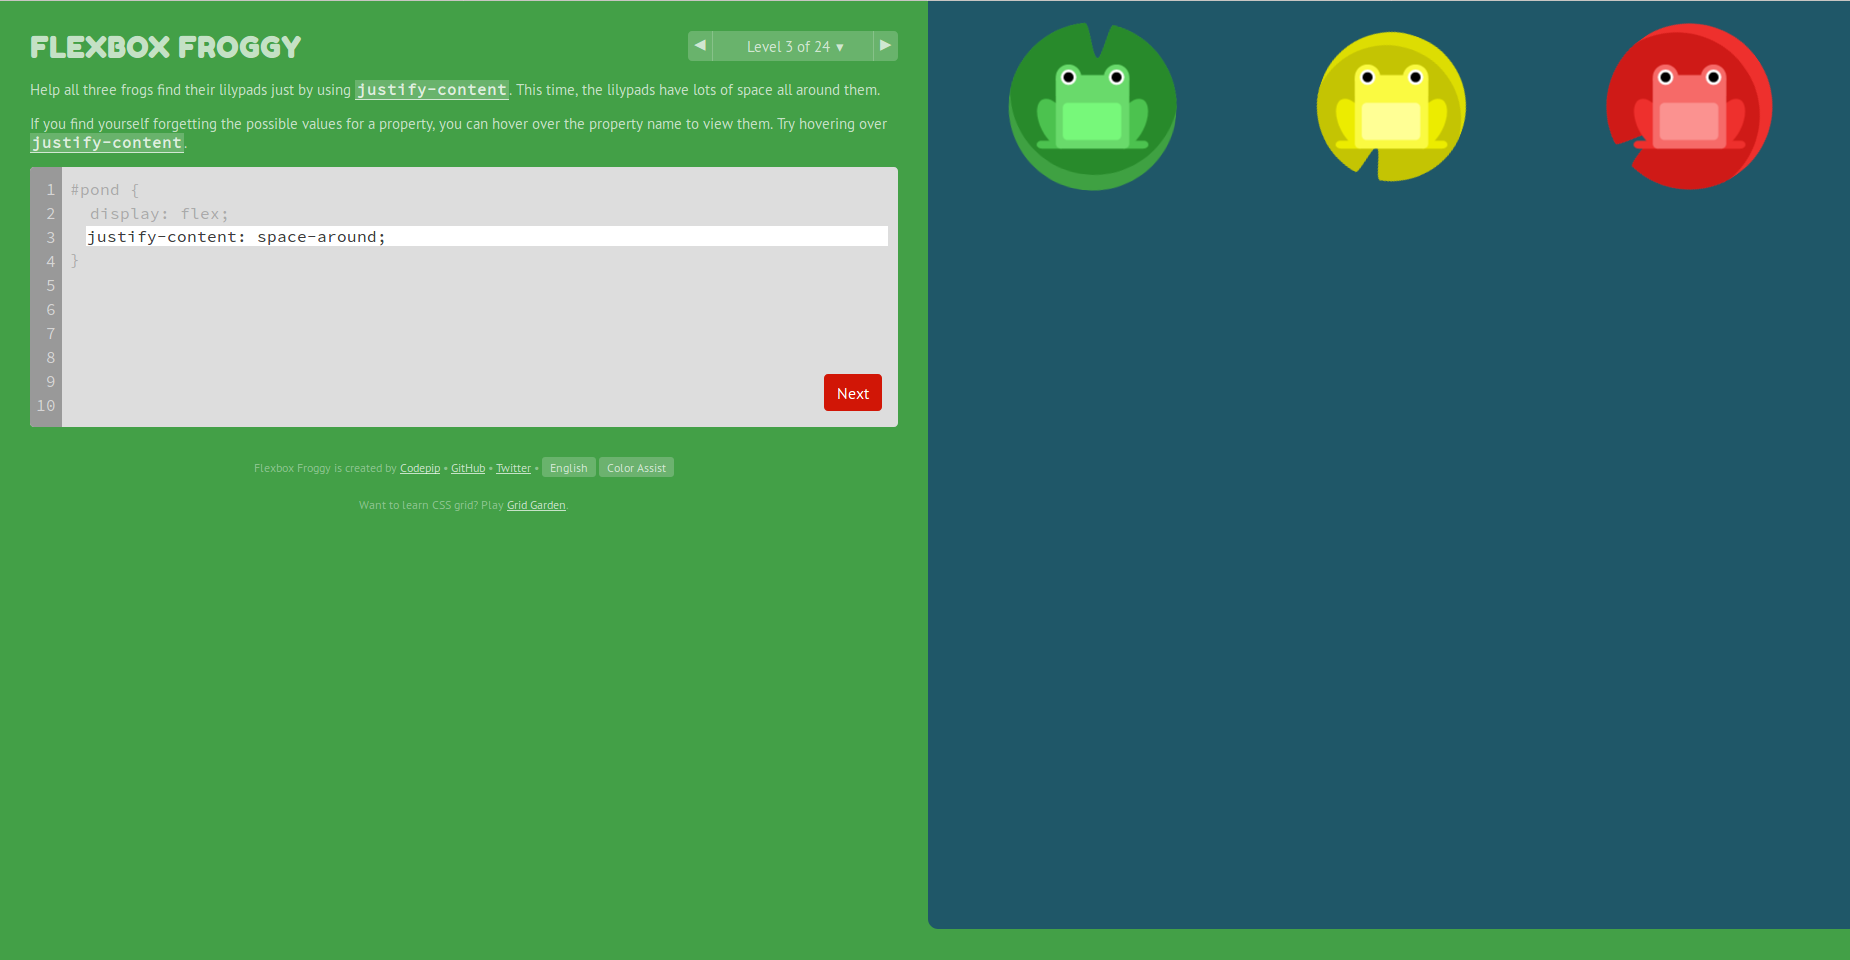 FLEXBOX FROGGY
◀ Level 3 of 24 ▾ ▶
Help all three frogs find their lilypads just by using justify-content. This time, the lilypads have lots of space all around them.
If you find yourself forgetting the possible values for a property, you can hover over the property name to view them. Try hovering over
justify-content.
1 #pond {
2 display: flex;
3 justify-content: space-around;
4 }
5
6
7
8
9
10
Next
Flexbox Froggy is created by Codepip • GitHub • Twitter • English Color Assist
Want to learn CSS grid? Play Grid Garden.